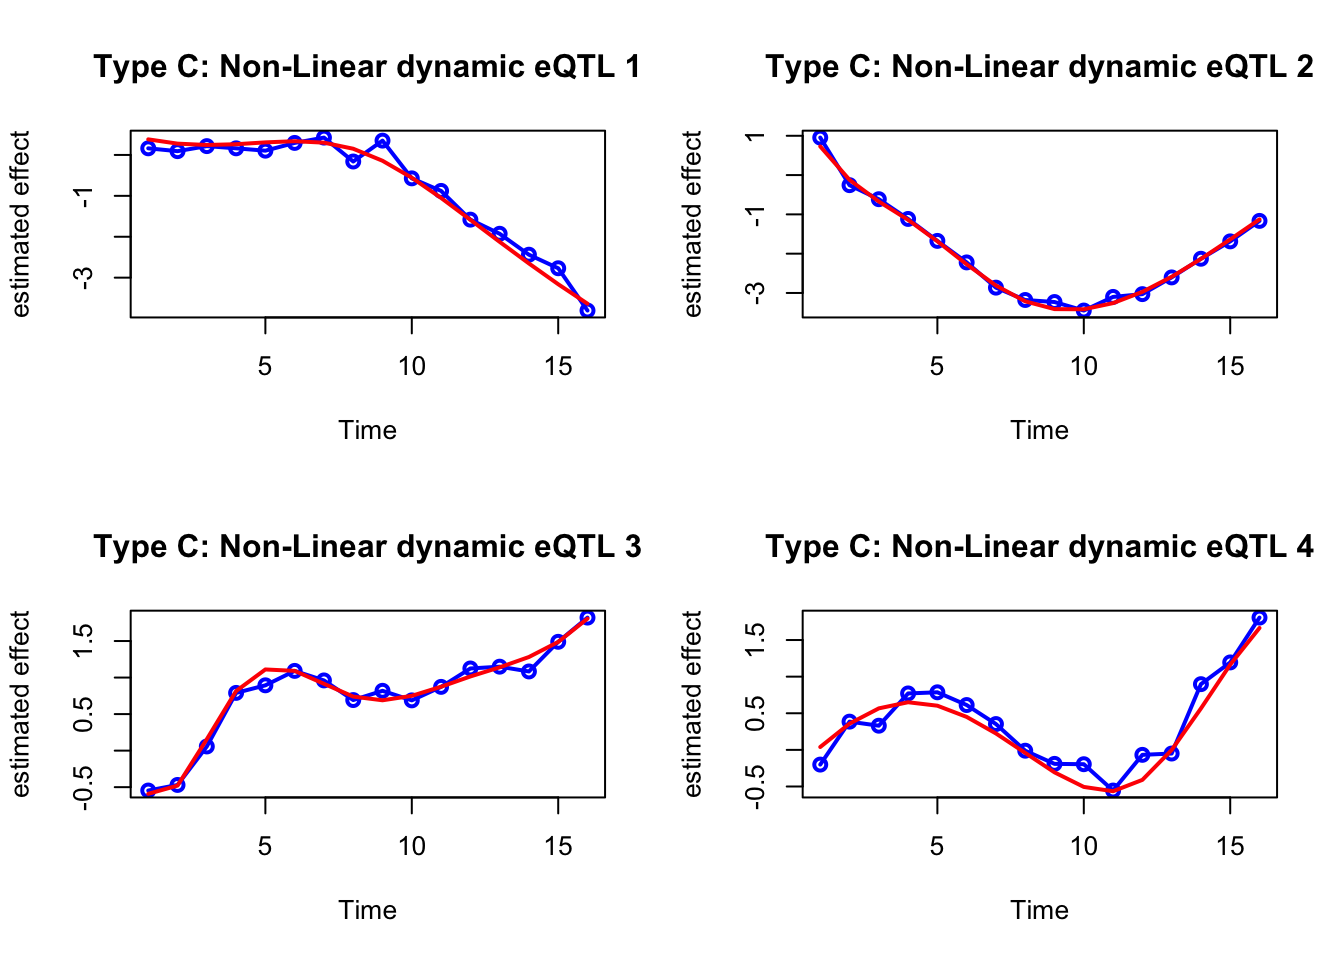 Type C: Non-Linear dynamic eQTL 1
estimated effect
-1
-3
5 10 15
Time
Type C: Non-Linear dynamic eQTL 2
estimated effect
1
-1
-3
5 10 15
Time
Type C: Non-Linear dynamic eQTL 3
estimated effect
1.5
0.5
-0.5
5 10 15
Time
Type C: Non-Linear dynamic eQTL 4
estimated effect
1.5
0.5
-0.5
5 10 15
Time